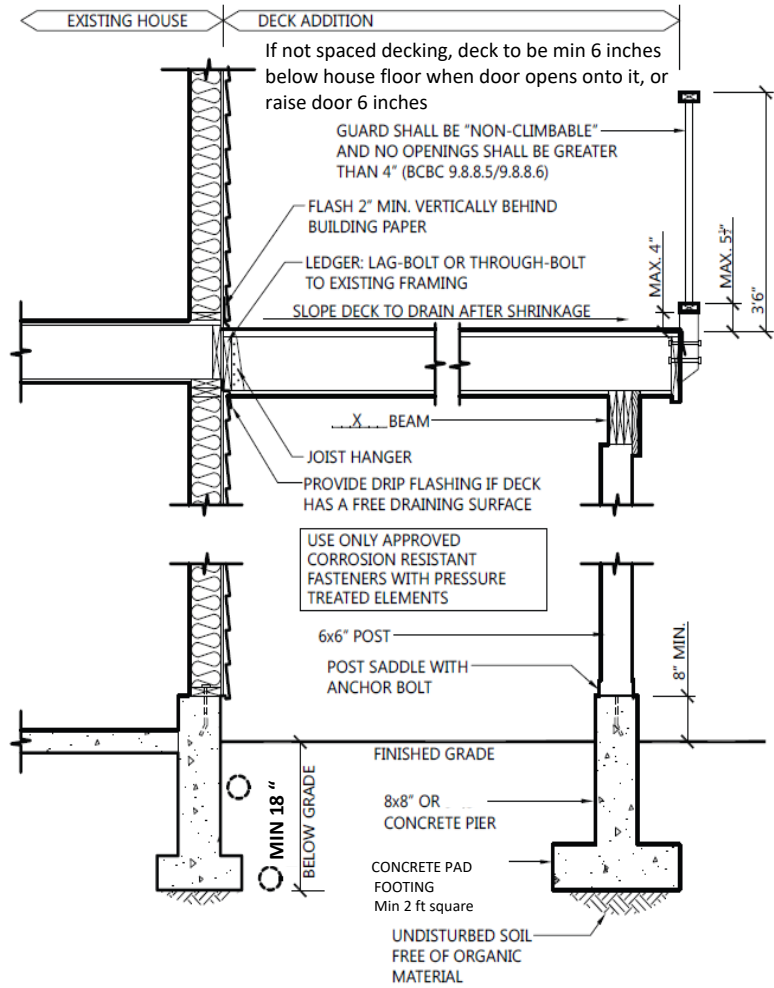 EXISTING HOUSE
DECK ADDITION
If not spaced decking, deck to be min 6 inches
below house floor when door opens onto it, or
raise door 6 inches
GUARD SHALL BE "NON-CLIMBABLE"
AND NO OPENINGS SHALL BE GREATER
THAN 4" (BCBC 9.8.8.5/9.8.8.6)
FLASH 2" MIN. VERTICALLY BEHIND
BUILDING PAPER
LEDGER: LAG-BOLT OR THROUGH-BOLT
TO EXISTING FRAMING
SLOPE DECK TO DRAIN AFTER SHRINKAGE
MAX. 4"
MAX. 5½"
3'6"
X BEAM
JOIST HANGER
PROVIDE DRIP FLASHING IF DECK
HAS A FREE DRAINING SURFACE
USE ONLY APPROVED
CORROSION RESISTANT
FASTENERS WITH PRESSURE
TREATED ELEMENTS
6x6" POST
POST SADDLE WITH
ANCHOR BOLT
8" MIN.
FINISHED GRADE
MIN 18 "
BELOW GRADE
8x8" OR
CONCRETE PIER
CONCRETE PAD
FOOTING
Min 2 ft square
UNDISTURBED SOIL
FREE OF ORGANIC
MATERIAL